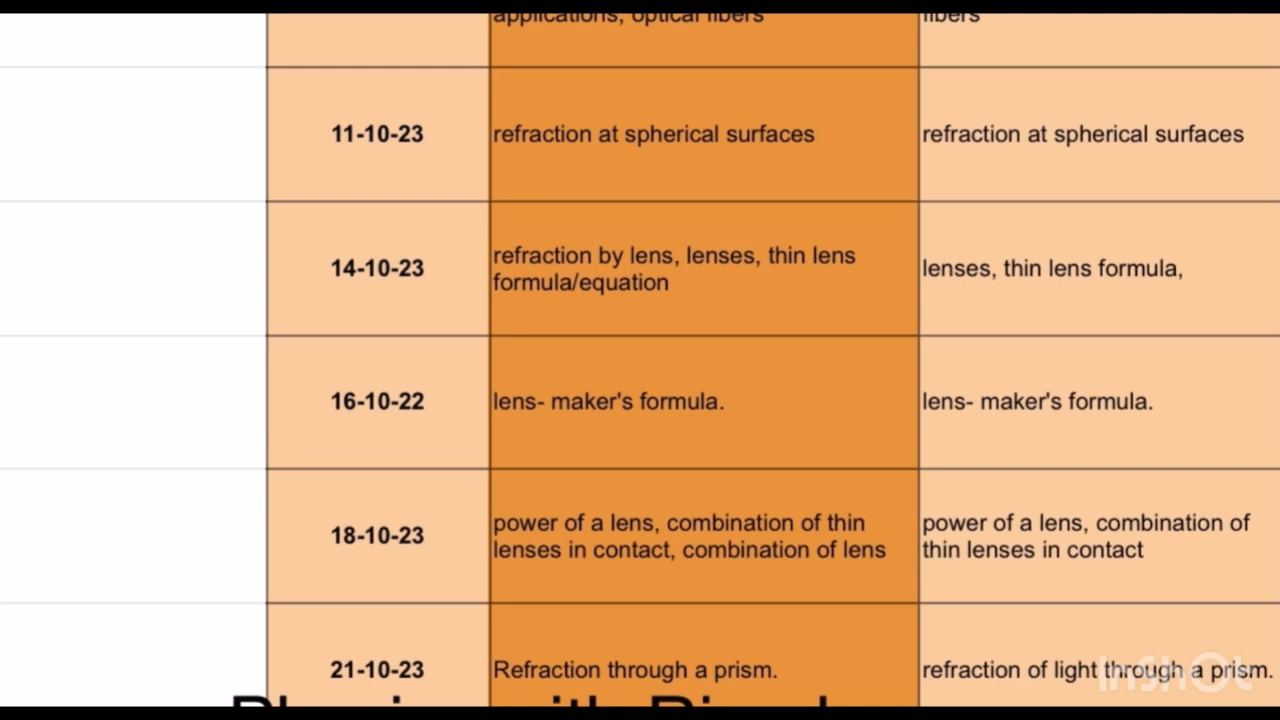 applications, optical fibers
fibers
11-10-23
refraction at spherical surfaces
refraction at spherical surfaces
14-10-23
refraction by lens, lenses, thin lens
formula/equation
lenses, thin lens formula,
16-10-22
lens- maker's formula.
lens- maker's formula.
18-10-23
power of a lens, combination of thin
lenses in contact, combination of lens
power of a lens, combination of
thin lenses in contact
21-10-23
Refraction through a prism.
refraction of light through a prism.
InShOt